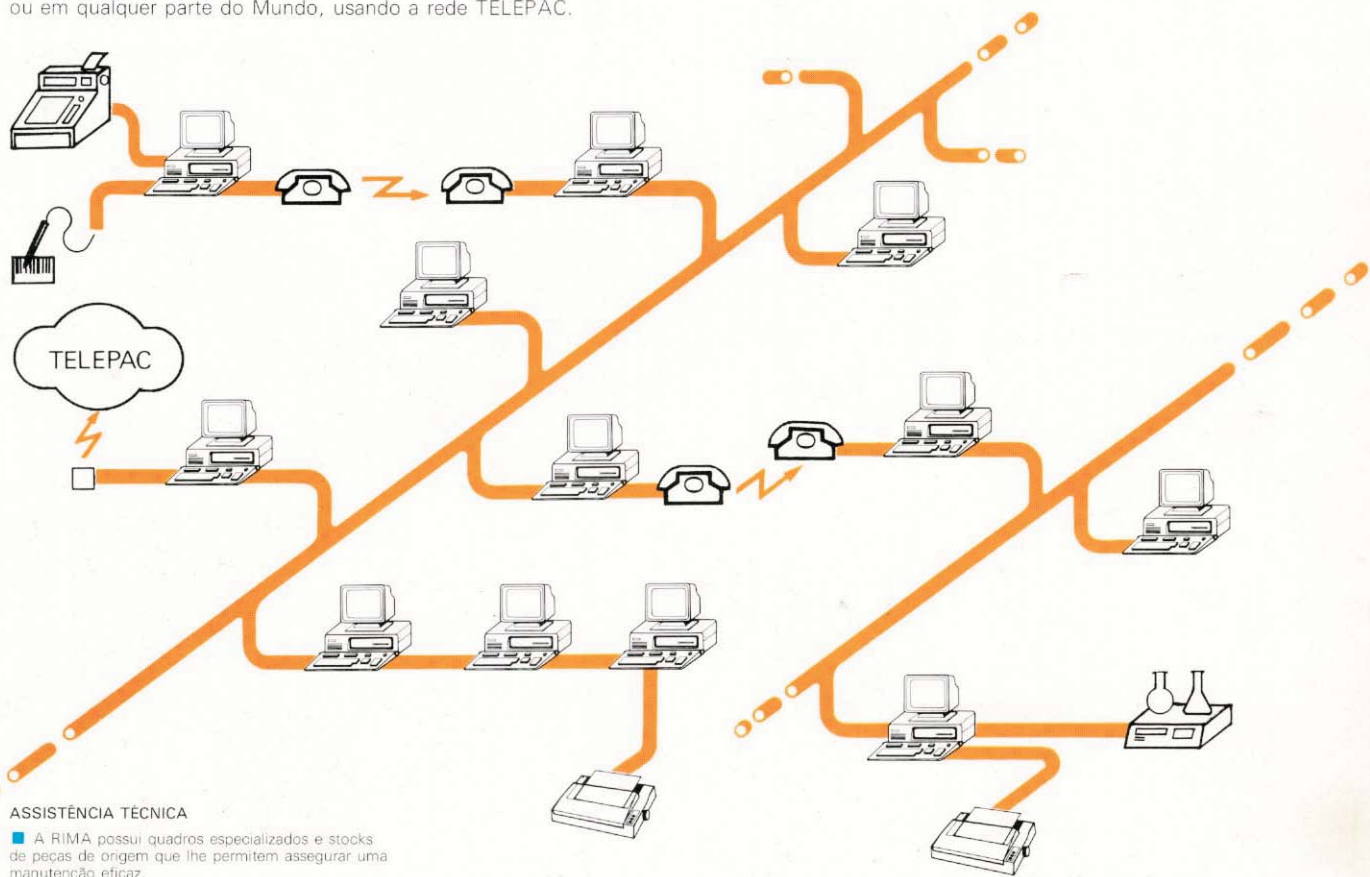 ou em qualquer parte do Mundo, usando a rede TELEPAC.
TELEPAC
ASSISTÊNCIA TÉCNICA
■ A RIMA possui quadros especializados e stocks
de peças de origem que lhe permitem assegurar uma
manutenção eficaz